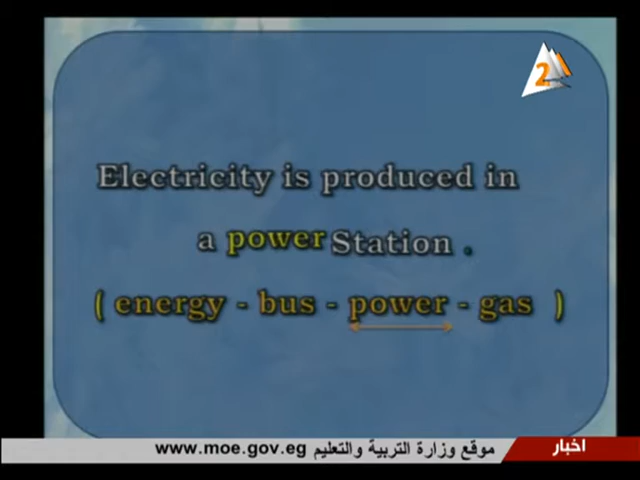 2
Electricity is produced in
a power Station .
( energy - bus - power - gas )
اخبار
موقع وزارة التربية والتعليم www.moe.gov.eg